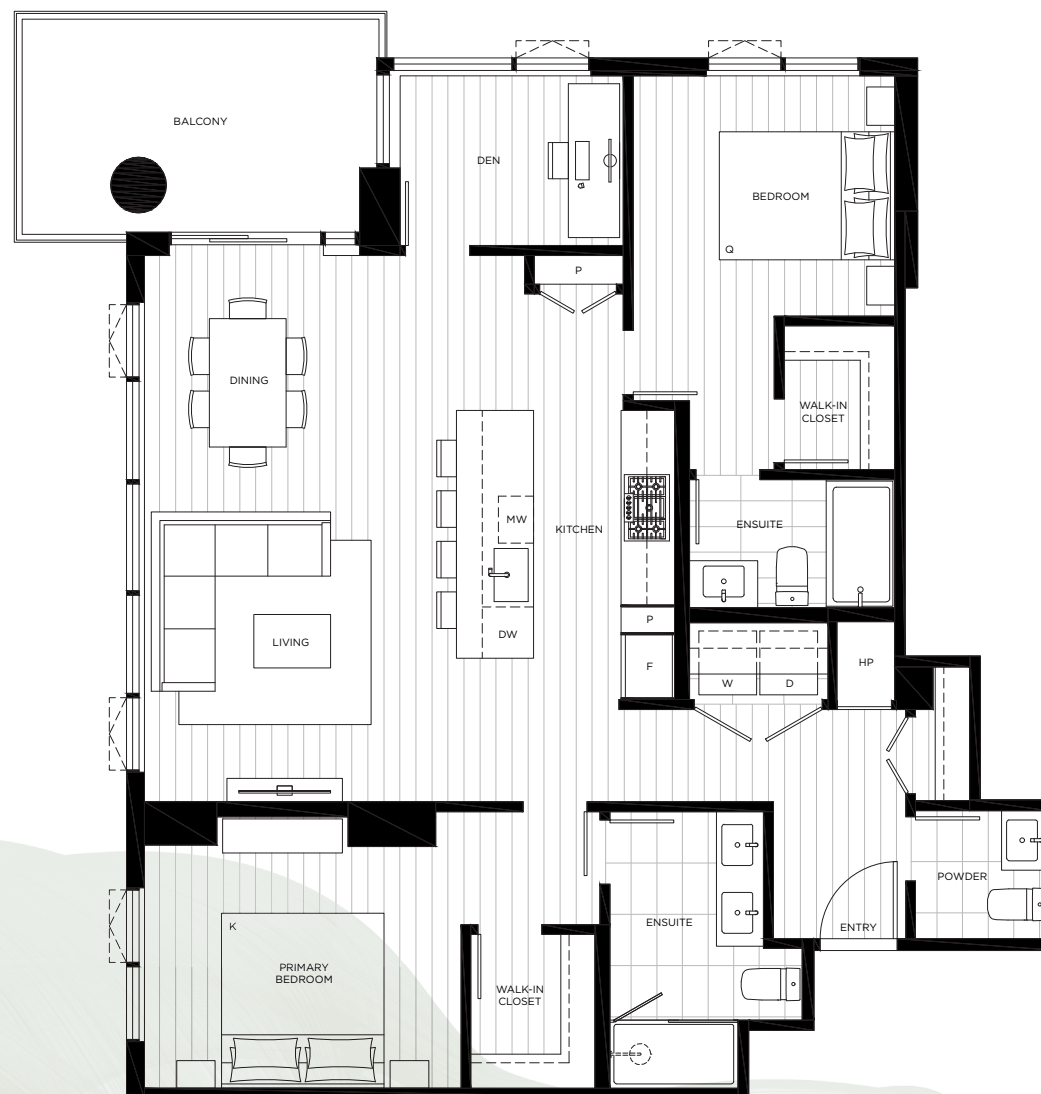 BALCONY
DEN
BEDROOM
Q
P
DINING
WALK-IN
CLOSET
MW
KITCHEN
ENSUITE
P
DW
LIVING
F
W
D
HP
POWDER
ENSUITE
ENTRY
K
PRIMARY
BEDROOM
WALK-IN
CLOSET